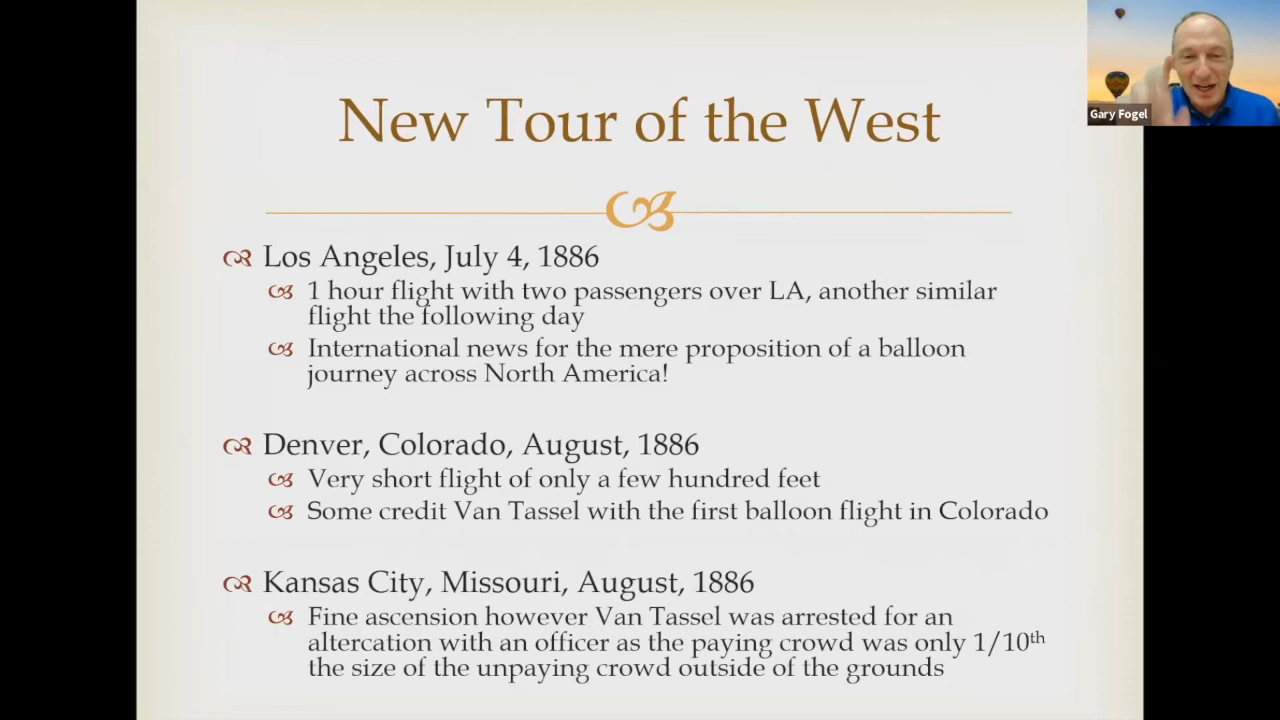 New Tour of the West
Gary Fogel
Los Angeles, July 4, 1886
1 hour flight with two passengers over LA, another similar
flight the following day
International news for the mere proposition of a balloon
journey across North America!
Denver, Colorado, August, 1886
Very short flight of only a few hundred feet
Some credit Van Tassel with the first balloon flight in Colorado
Kansas City, Missouri, August, 1886
Fine ascension however Van Tassel was arrested for an
altercation with an officer as the paying crowd was only 1/10th
the size of the unpaying crowd outside of the grounds